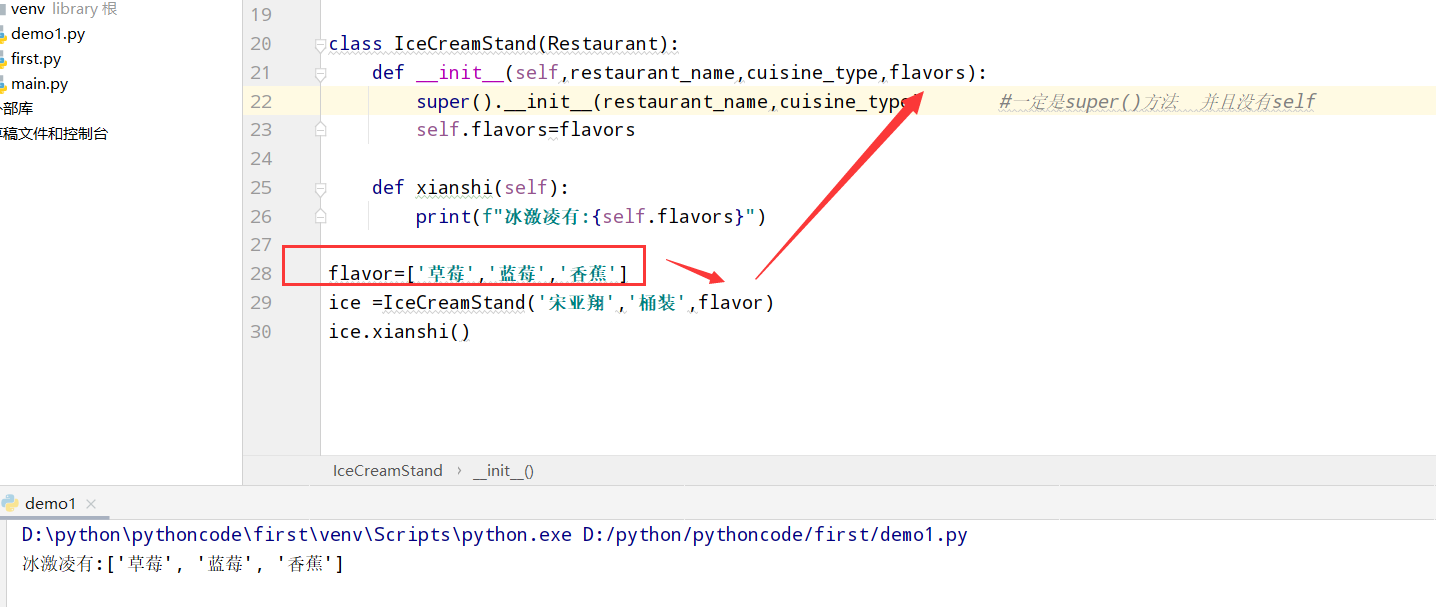 venv library 根
demo1.py
first.py
main.py
外部库
草稿文件和控制台
19
20 class IceCreamStand(Restaurant):
21 def __init__(self,restaurant_name,cuisine_type,flavors):
22 super().__init__(restaurant_name,cuisine_type) #一定是super()方法 并且没有self
23 self.flavors=flavors
24
25 def xianshi(self):
26 print(f"冰激凌有:{self.flavors}")
27
28 flavor=['草莓','蓝莓','香蕉']
29 ice =IceCreamStand('宋亚翔','桶装',flavor)
30 ice.xianshi()
IceCreamStand › __init__()
demo1 ×
D:\python\pythoncode\first\venv\Scripts\python.exe D:/python/pythoncode/first/demo1.py
冰激凌有:['草莓', '蓝莓', '香蕉']